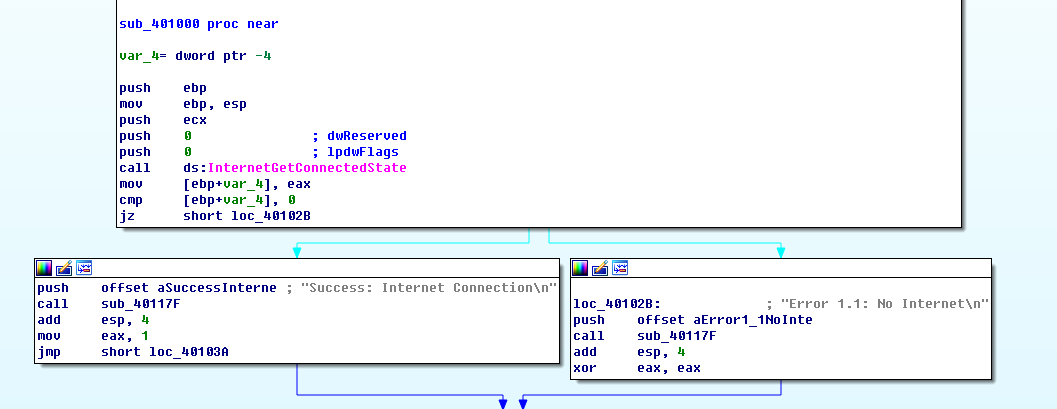 sub_401000 proc near
var_4= dword ptr -4
push    ebp
mov     ebp, esp
push    ecx
push    0               ; dwReserved
push    0               ; lpdwFlags
call    ds:InternetGetConnectedState
mov     [ebp+var_4], eax
cmp     [ebp+var_4], 0
jz      short loc_40102B
push    offset aSuccessInterne ; "Success: Internet Connection\n"
call    sub_40117F
add     esp, 4
mov     eax, 1
jmp     short loc_40103A
loc_40102B:             ; "Error 1.1: No Internet\n"
push    offset aError1_1NoInte
call    sub_40117F
add     esp, 4
xor     eax, eax